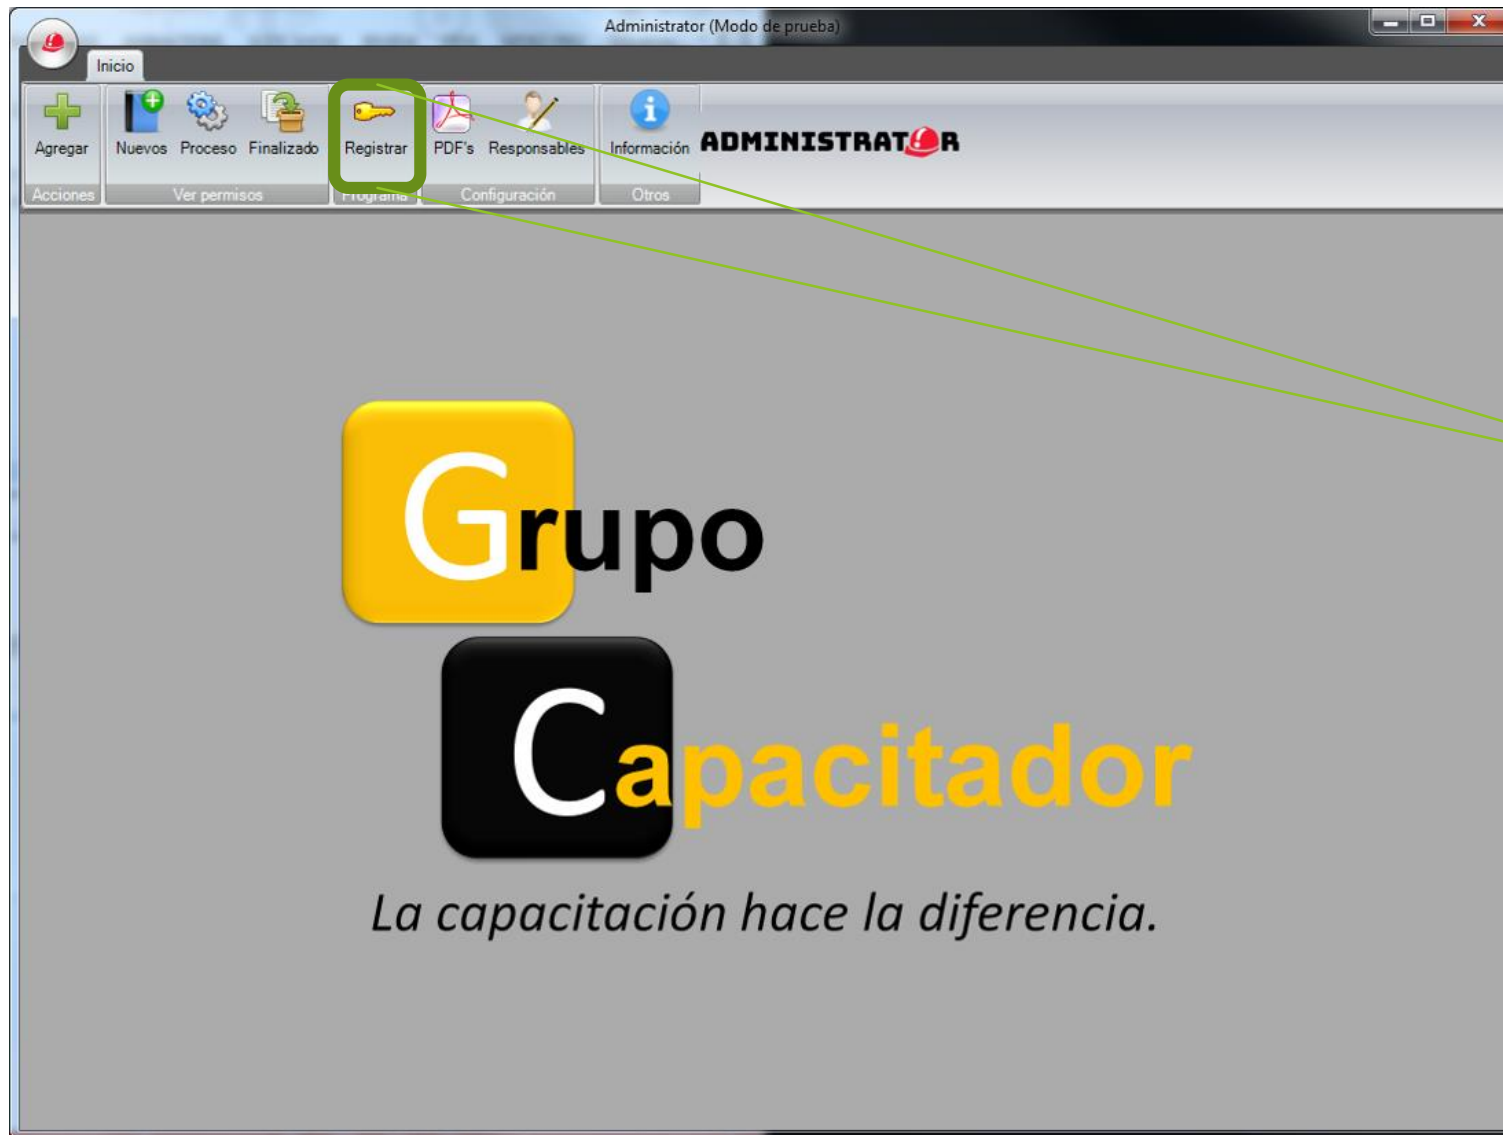 Administrator (Modo de prueba)
Inicio
Agregar Nuevos Proceso Finalizado Registrar PDF's Responsables Información ADMINISTRATOR
Acciones Ver permisos Programa Configuración Otros
Grupo
Capacitador
La capacitación hace la diferencia.